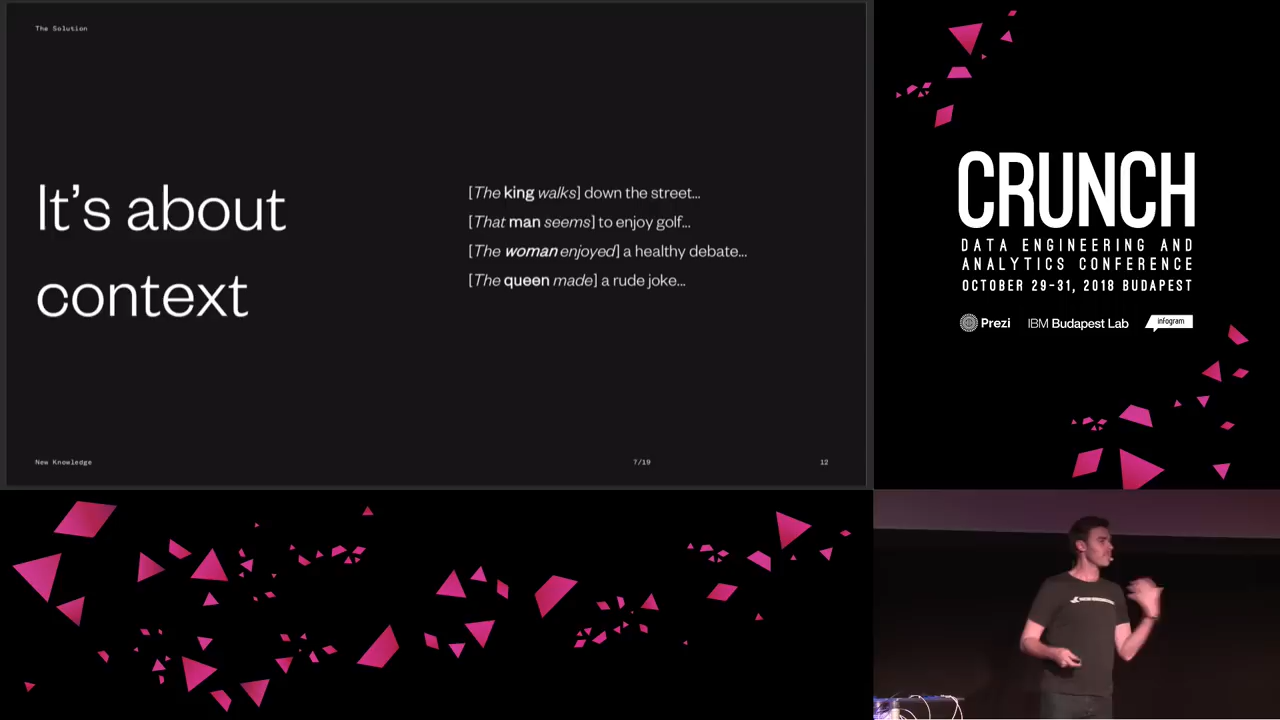 The Solution
It's about
context
[The king walks] down the street...
[That man seems] to enjoy golf...
[The woman enjoyed] a healthy debate...
[The queen made] a rude joke...
New Knowledge
7/19
12
CRUNCH
DATA ENGINEERING AND
ANALYTICS CONFERENCE
OCTOBER 29-31, 2018 BUDAPEST
Prezi
IBM Budapest Lab
infogram